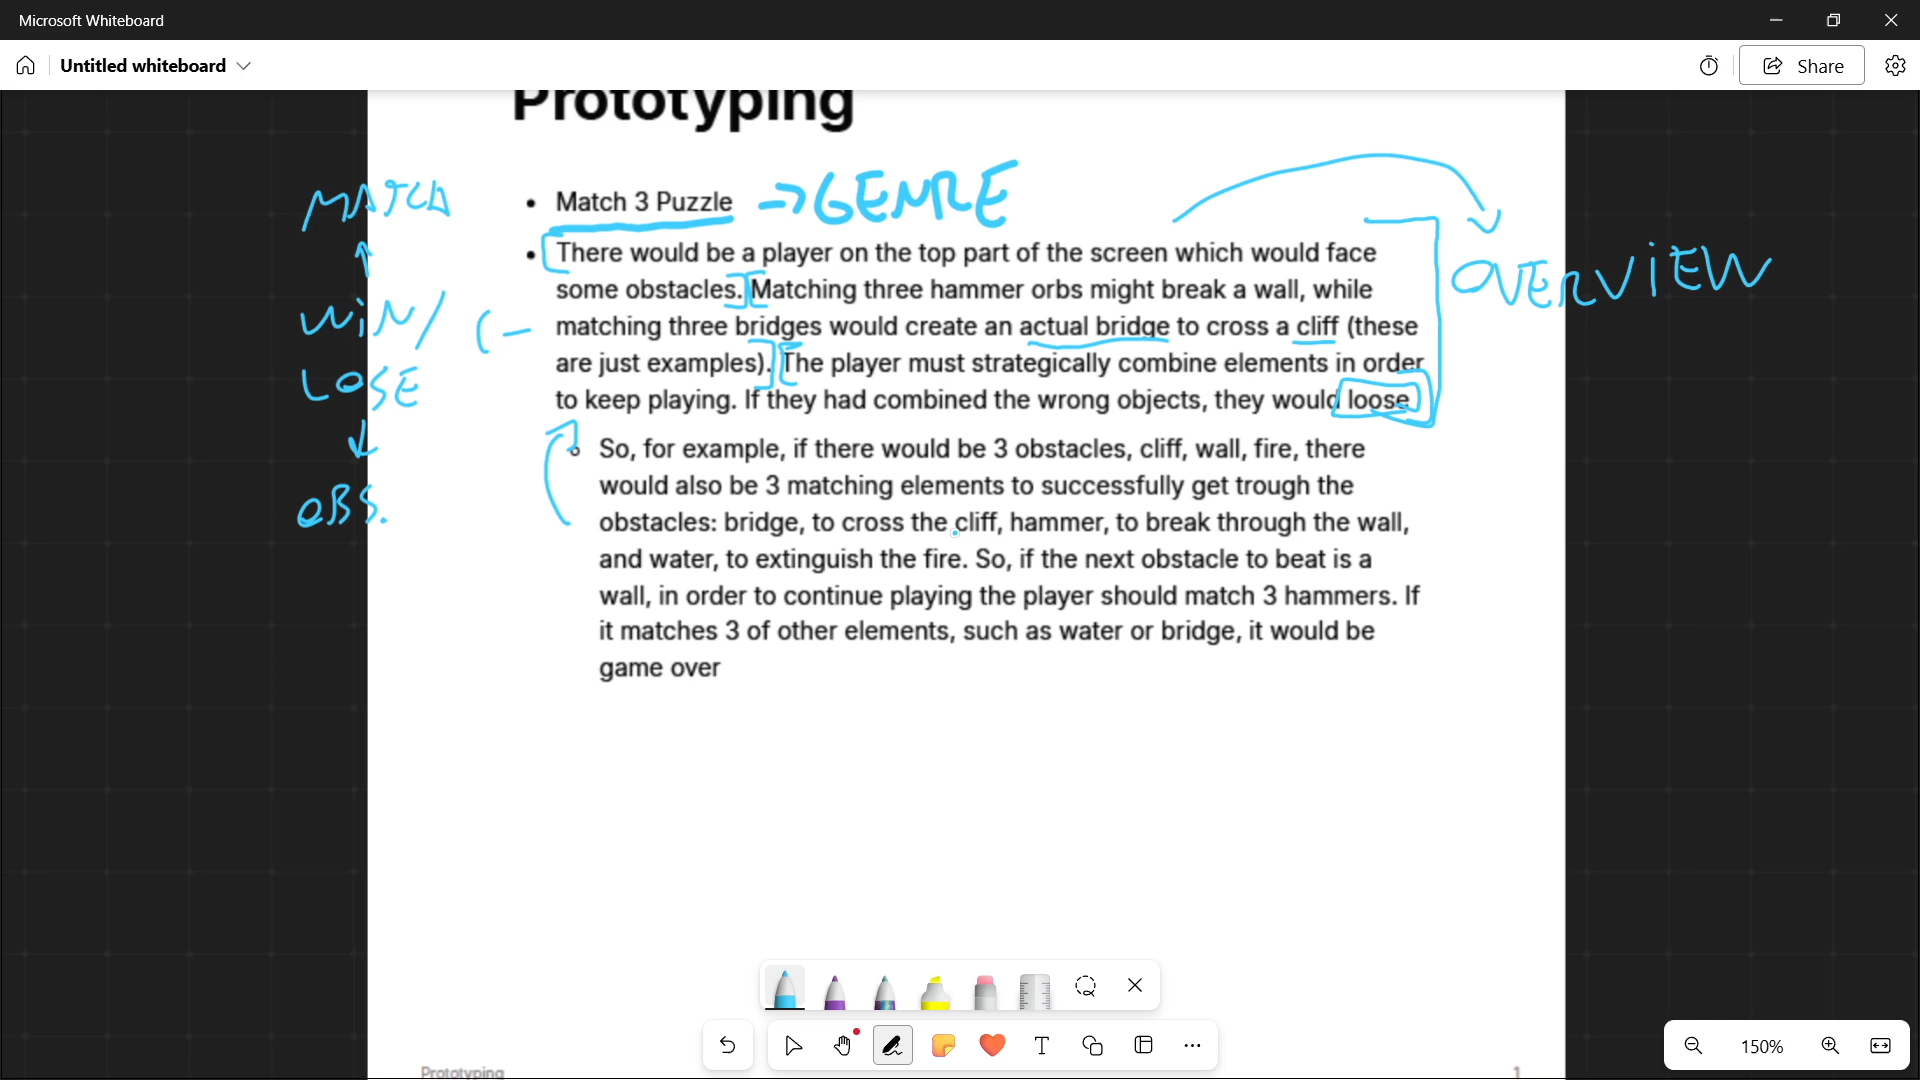 Microsoft Whiteboard
Untitled whiteboard
Share
Prototyping
• Match 3 Puzzle → GENRE
• There would be a player on the top part of the screen which would face
some obstacles. Matching three hammer orbs might break a wall, while
matching three bridges would create an actual bridge to cross a cliff (these
are just examples). The player must strategically combine elements in order
to keep playing. If they had combined the wrong objects, they would loose
OVERVIEW
MATCH
WIN/
LOSE
OBS.
So, for example, if there would be 3 obstacles, cliff, wall, fire, there
would also be 3 matching elements to successfully get trough the
obstacles: bridge, to cross the cliff, hammer, to break through the wall,
and water, to extinguish the fire. So, if the next obstacle to beat is a
wall, in order to continue playing the player should match 3 hammers. If
it matches 3 of other elements, such as water or bridge, it would be
game over
Prototyping
1
150%